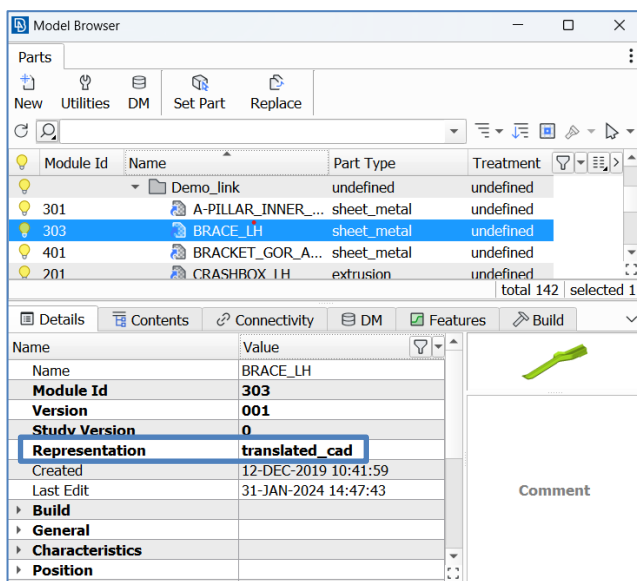 Model Browser
Parts
New Utilities DM Set Part Replace
Module Id Name Part Type Treatment
Demo_link undefined undefined
301 A-PILLAR_INNER_... sheet_metal undefined
303 BRACE_LH sheet_metal undefined
401 BRACKET_GOR_A... sheet_metal undefined
201 CRASHBOX_LH extrusion undefined
total 142 selected 1
Details Contents Connectivity DM Features Build
Name Value
Name BRACE_LH
Module Id 303
Version 001
Study Version 0
Representation translated_cad
Created 12-DEC-2019 10:41:59
Last Edit 31-JAN-2024 14:47:43
Comment
Build
General
Characteristics
Position